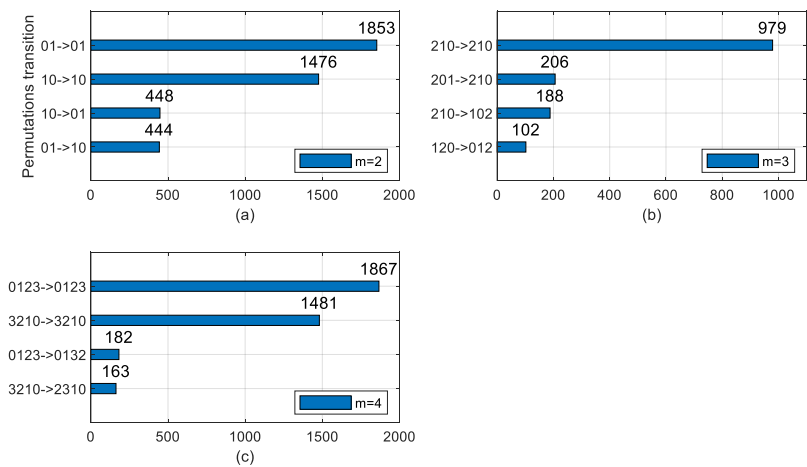 Permutations transition
1853
01->01
1476
10->10
448
10->01
444
01->10
m=2
0 500 1000 1500 2000
(a)
979
210->210
206
201->210
188
210->102
102
120->012
m=3
0 200 400 600 800 1000
(b)
1867
0123->0123
1481
3210->3210
182
0123->0132
163
3210->2310
m=4
0 500 1000 1500 2000
(c)